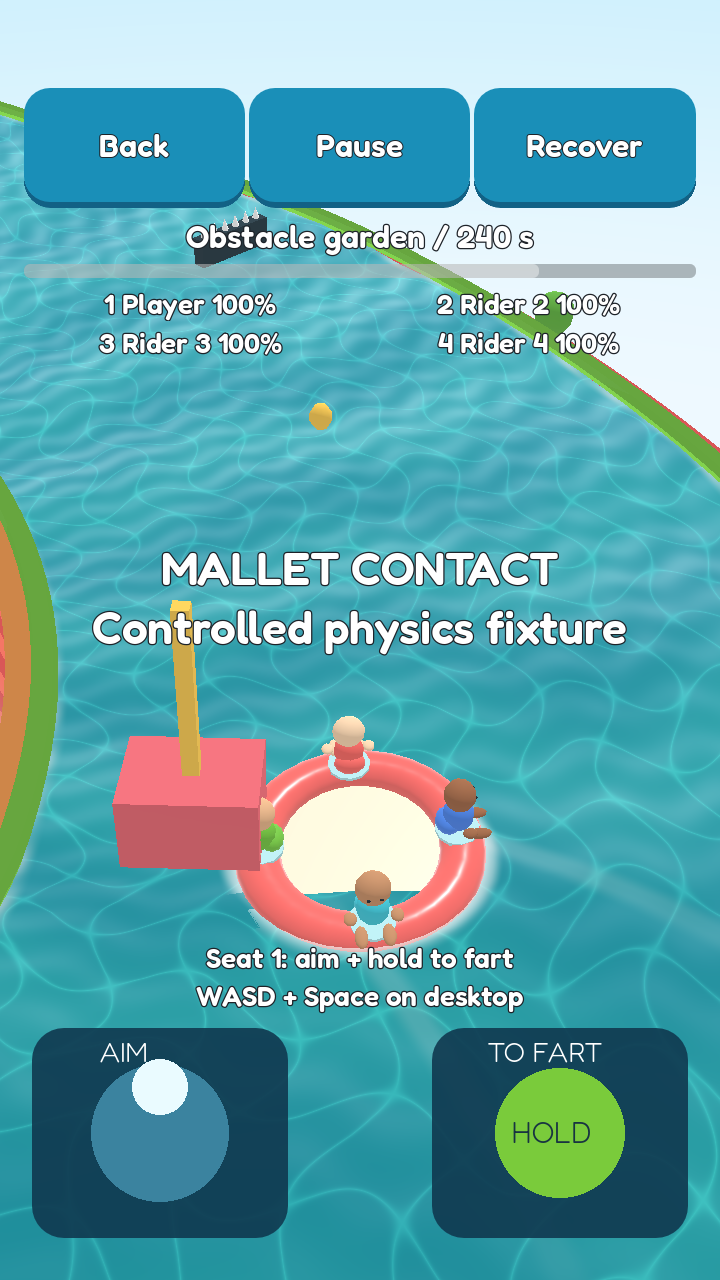 Back
Pause
Recover
Obstacle garden / 240 s
1 Player 100%
2 Rider 2 100%
3 Rider 3 100%
4 Rider 4 100%
MALLET CONTACT
Controlled physics fixture
Seat 1: aim + hold to fart
WASD + Space on desktop
AIM
TO FART
HOLD